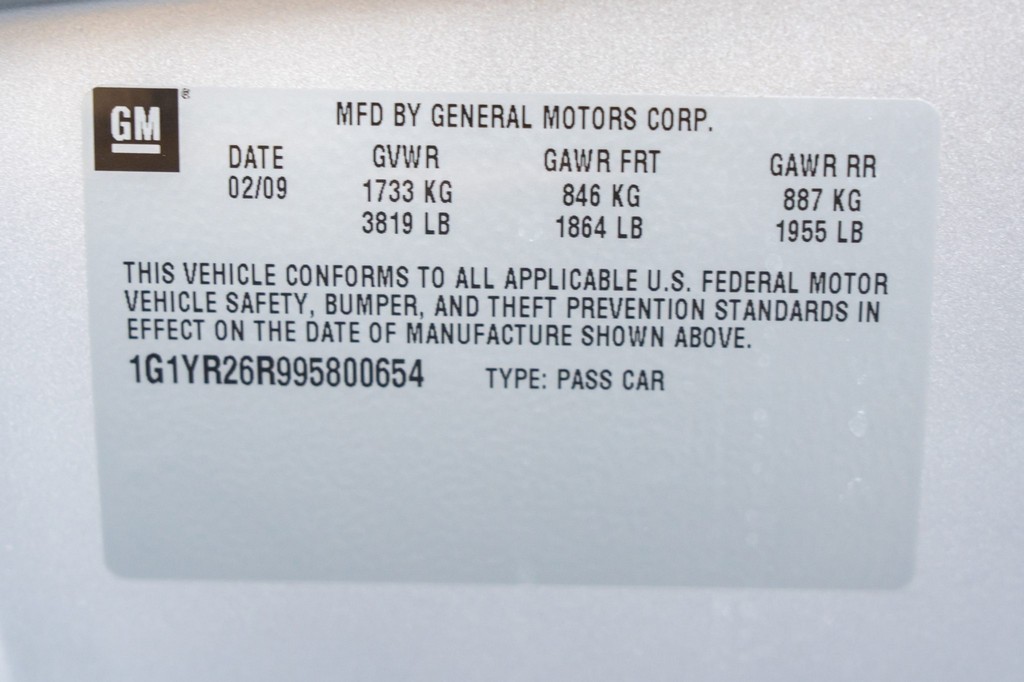 GM®
MFD BY GENERAL MOTORS CORP.
DATE GVWR GAWR FRT GAWR RR
02/09 1733 KG 846 KG 887 KG
3819 LB 1864 LB 1955 LB
THIS VEHICLE CONFORMS TO ALL APPLICABLE U.S. FEDERAL MOTOR
VEHICLE SAFETY, BUMPER, AND THEFT PREVENTION STANDARDS IN
EFFECT ON THE DATE OF MANUFACTURE SHOWN ABOVE.
1G1YR26R995800654 TYPE: PASS CAR